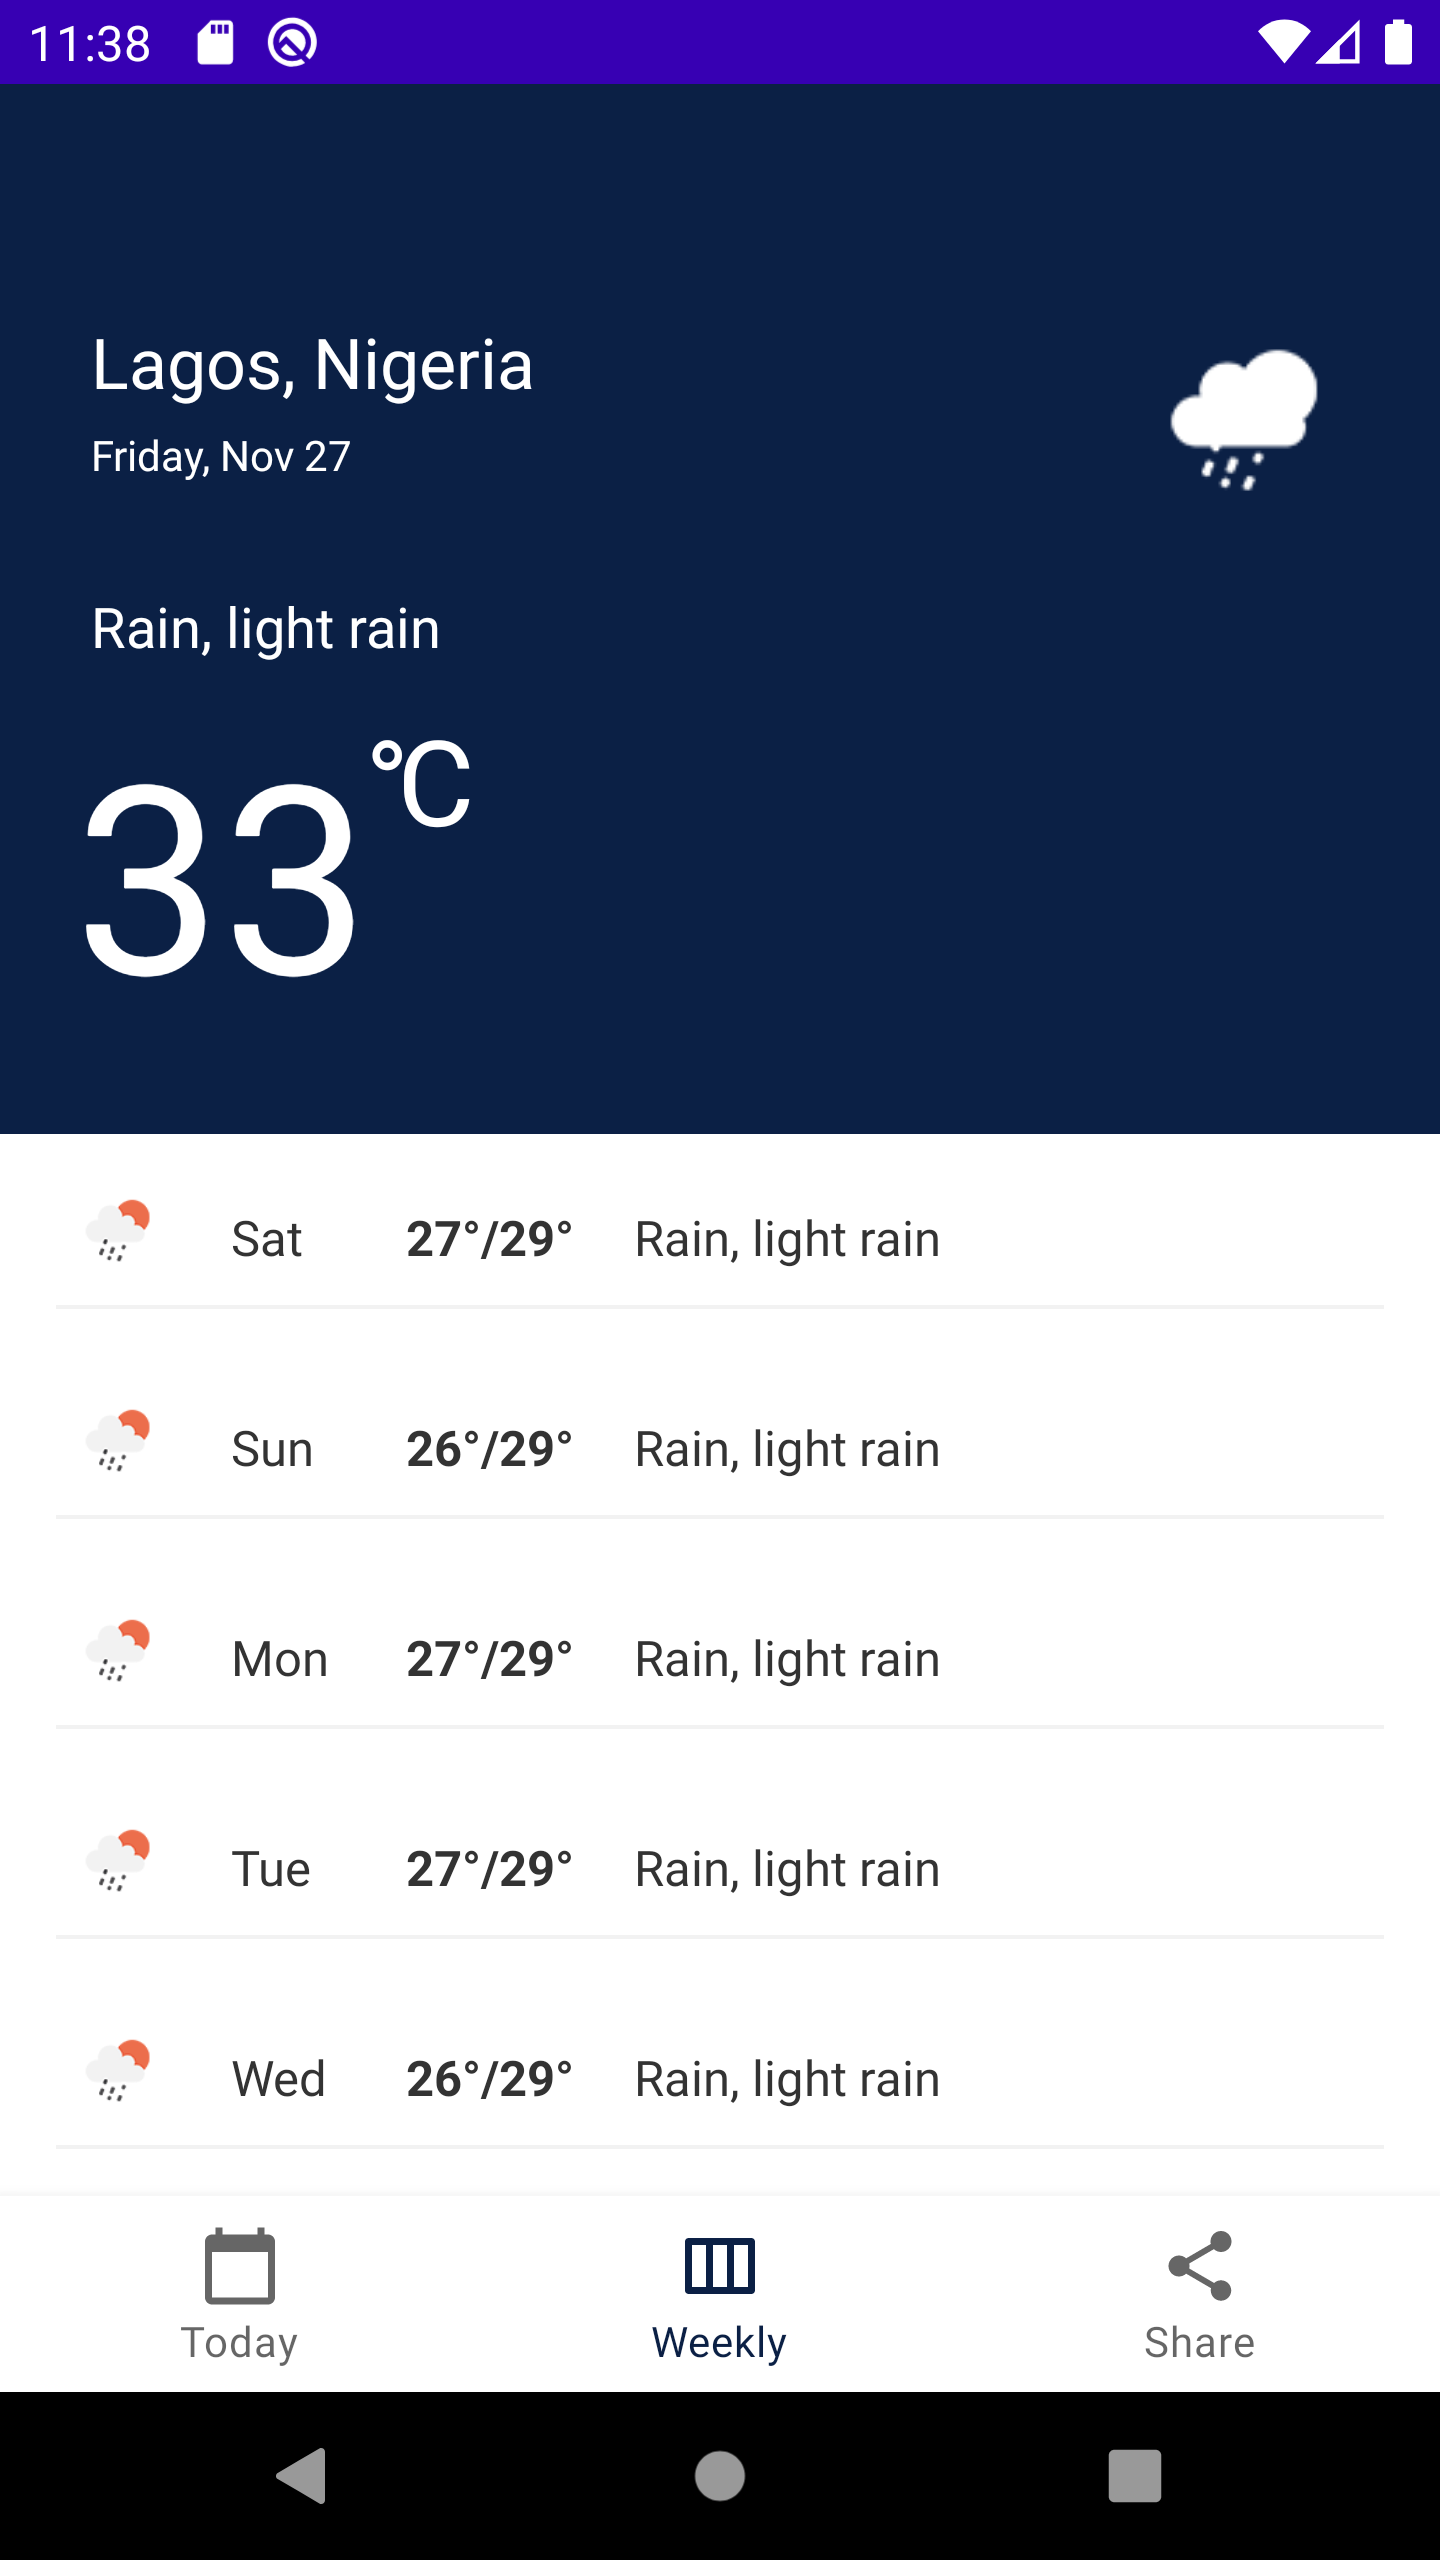 11:38
Lagos, Nigeria
Friday, Nov 27
Rain, light rain
33°C
Sat 27°/29° Rain, light rain
Sun 26°/29° Rain, light rain
Mon 27°/29° Rain, light rain
Tue 27°/29° Rain, light rain
Wed 26°/29° Rain, light rain
Today Weekly Share